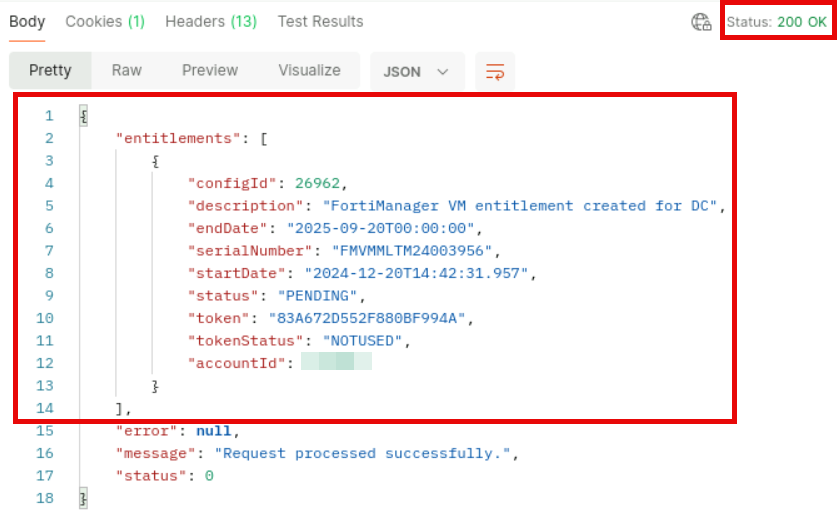 Body Cookies (1) Headers (13) Test Results Status: 200 OK
Pretty Raw Preview Visualize JSON
1 {
2 "entitlements": [
3 {
4 "configId": 26962,
5 "description": "FortiManager VM entitlement created for DC",
6 "endDate": "2025-09-20T00:00:00",
7 "serialNumber": "FMVMMLTM24003956",
8 "startDate": "2024-12-20T14:42:31.957",
9 "status": "PENDING",
10 "token": "83A672D552F880BF994A",
11 "tokenStatus": "NOTUSED",
12 "accountId":
13 }
14 ],
15 "error": null,
16 "message": "Request processed successfully.",
17 "status": 0
18 }